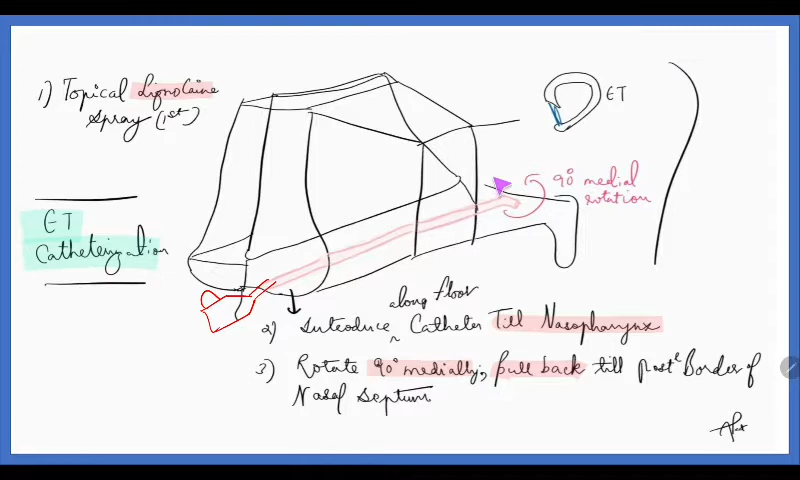 1) Topical Lignocaine
spray (1st)
ET
90° medial
rotation
ET
Catheterization
along floor
2) Introduce ^ Catheter Till Nasopharynx
3) Rotate 90° medially; pull back till post^r Border of
Nasal septum